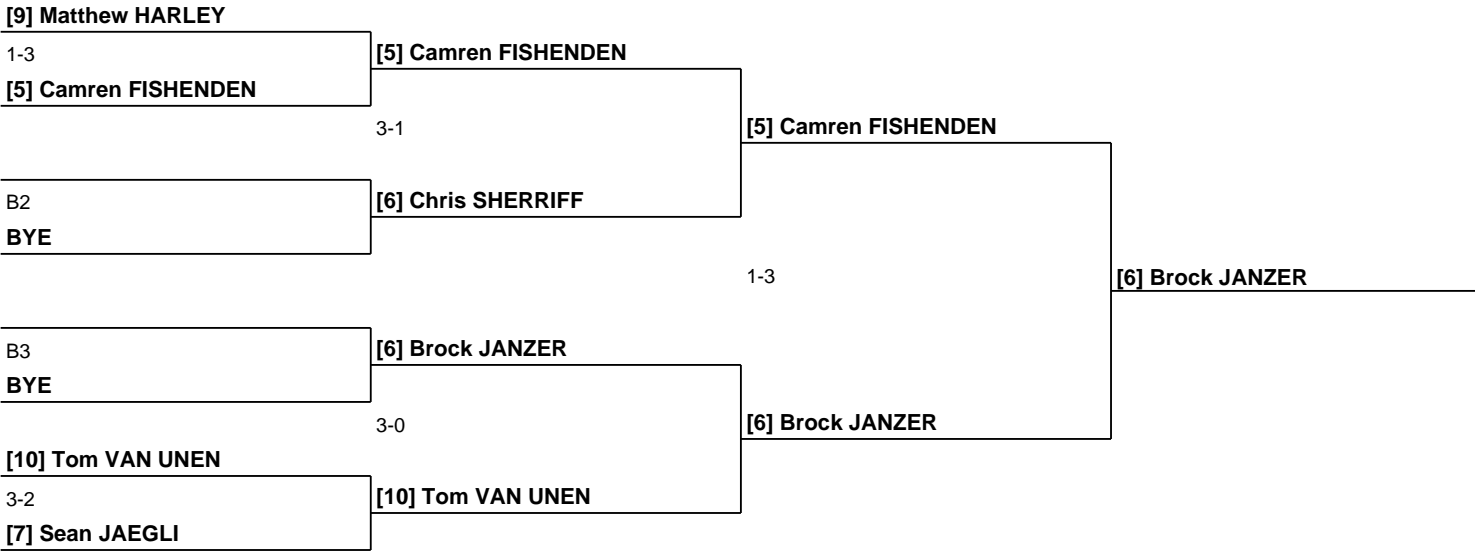 [9] Matthew HARLEY
1-3
[5] Camren FISHENDEN
[5] Camren FISHENDEN
3-1
[5] Camren FISHENDEN
B2
[6] Chris SHERRIFF
BYE
1-3
[6] Brock JANZER
B3
[6] Brock JANZER
BYE
3-0
[6] Brock JANZER
[10] Tom VAN UNEN
3-2
[10] Tom VAN UNEN
[7] Sean JAEGLI